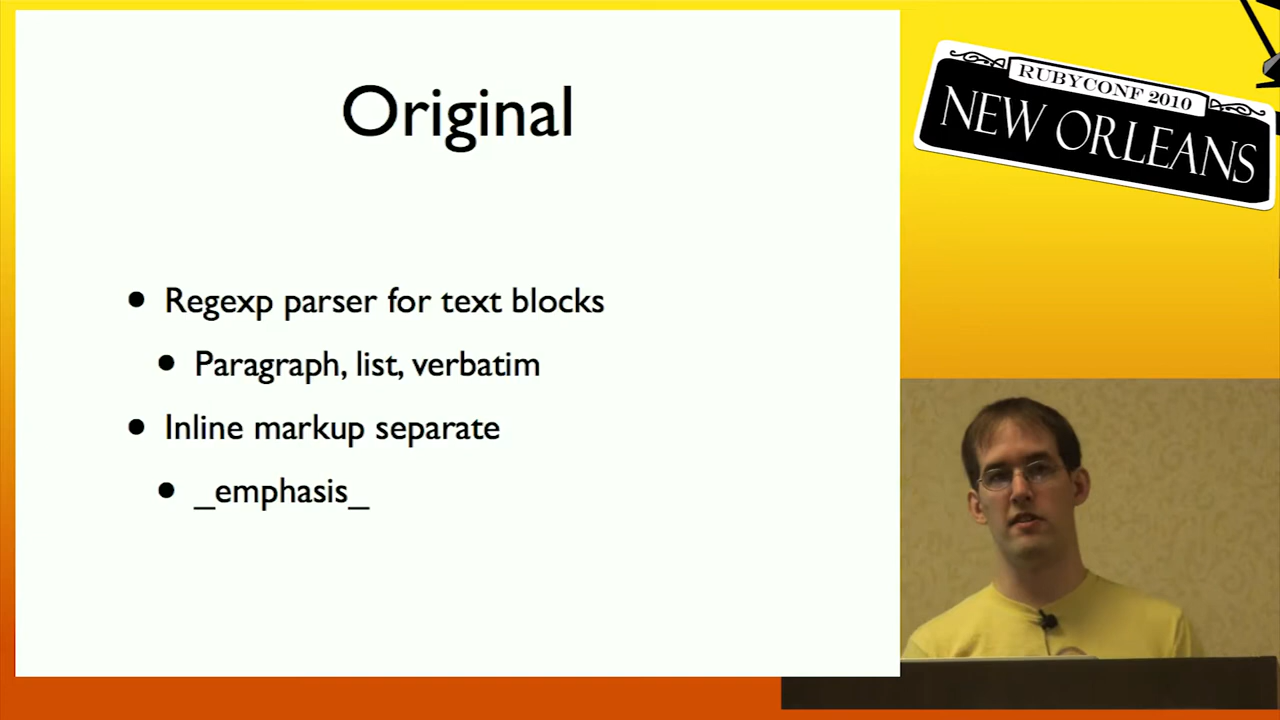 Original
• Regexp parser for text blocks
• Paragraph, list, verbatim
• Inline markup separate
• _emphasis_
RUBYCONF 2010
NEW ORLEANS